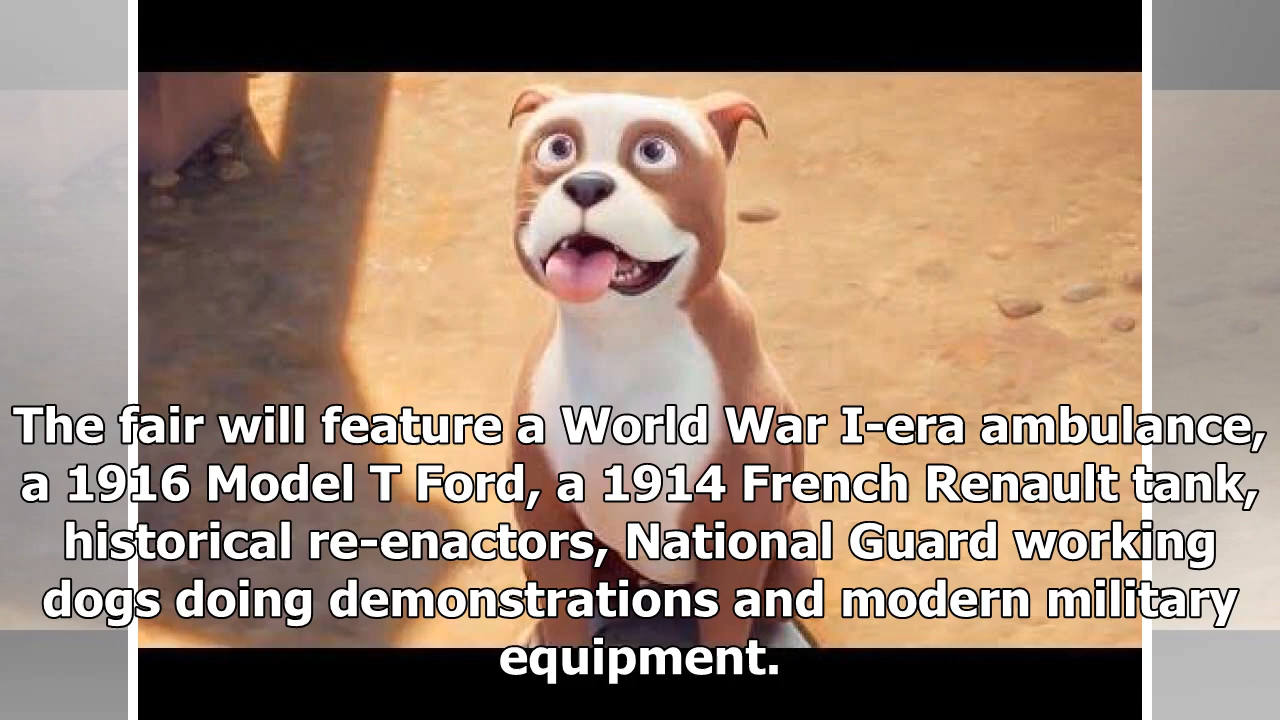 The fair will feature a World War I-era ambulance,
a 1916 Model T Ford, a 1914 French Renault tank,
historical re-enactors, National Guard working
dogs doing demonstrations and modern military
equipment.